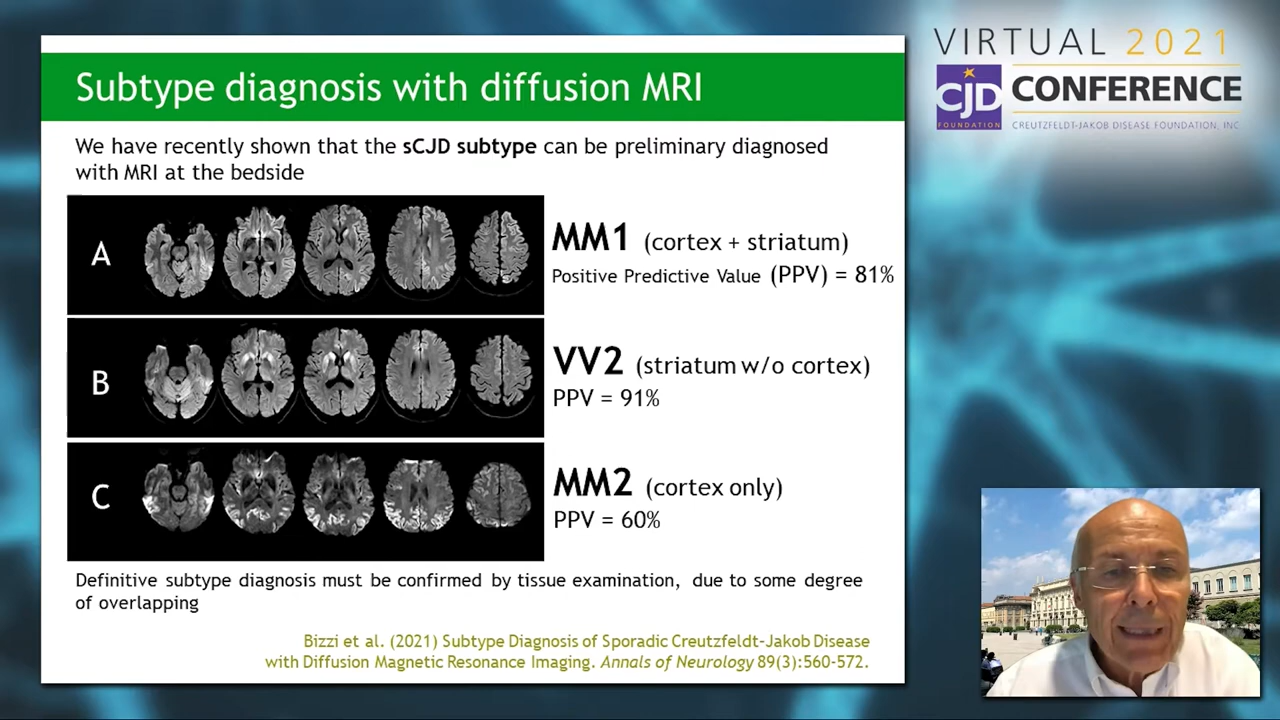 VIRTUAL 2021
CJD CONFERENCE
FOUNDATION CREUTZFELDT-JAKOB DISEASE FOUNDATION, INC
Subtype diagnosis with diffusion MRI
We have recently shown that the sCJD subtype can be preliminary diagnosed
with MRI at the bedside
A
MM1 (cortex + striatum)
Positive Predictive Value (PPV) = 81%
B
VV2 (striatum w/o cortex)
PPV = 91%
C
MM2 (cortex only)
PPV = 60%
Definitive subtype diagnosis must be confirmed by tissue examination, due to some degree
of overlapping
Bizzi et al. (2021) Subtype Diagnosis of Sporadic Creutzfeldt-Jakob Disease
with Diffusion Magnetic Resonance Imaging. Annals of Neurology 89(3):560-572.